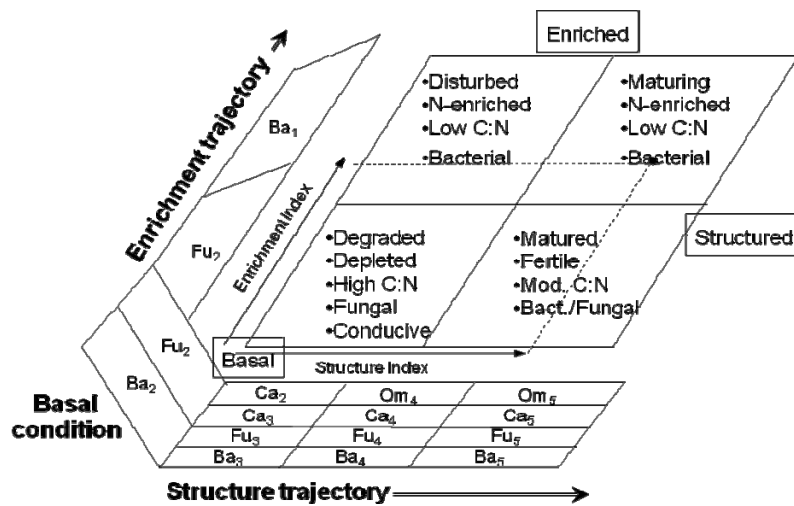 Enriched
•Disturbed
•N-enriched
•Low C:N
•Bacterial
•Maturing
•N-enriched
•Low C:N
•Bacterial
Enrichment trajectory
Ba₁
Fu₂
Enrichment Index
•Degraded
•Depleted
•High C:N
•Fungal
•Conducive
•Matured
•Fertile
•Mod. C:N
•Bact./Fungal
Structured
Fu₂
Ba₂
Basal
Structure Index
Basal
condition
Ca₂ Om₄ Om₅
Ca₃ Ca₄ Ca₅
Fu₃ Fu₄ Fu₅
Ba₃ Ba₄ Ba₅
Structure trajectory